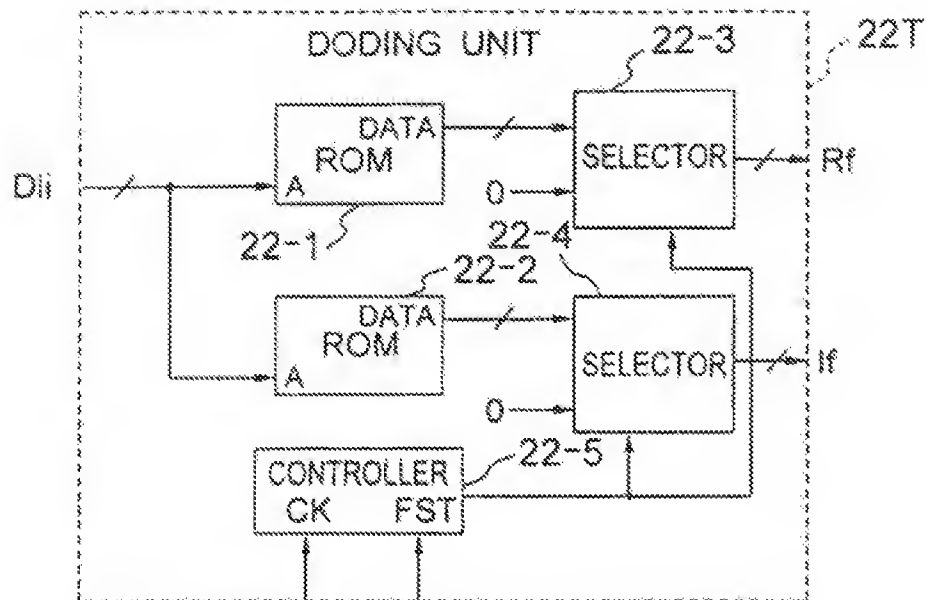 DODING UNIT
22-3
22T
DATA
ROM
A
SELECTOR
Rf
Dii
0
22-1
22-4
22-2
DATA
ROM
A
SELECTOR
If
0
CONTROLLER
22-5
CK FST